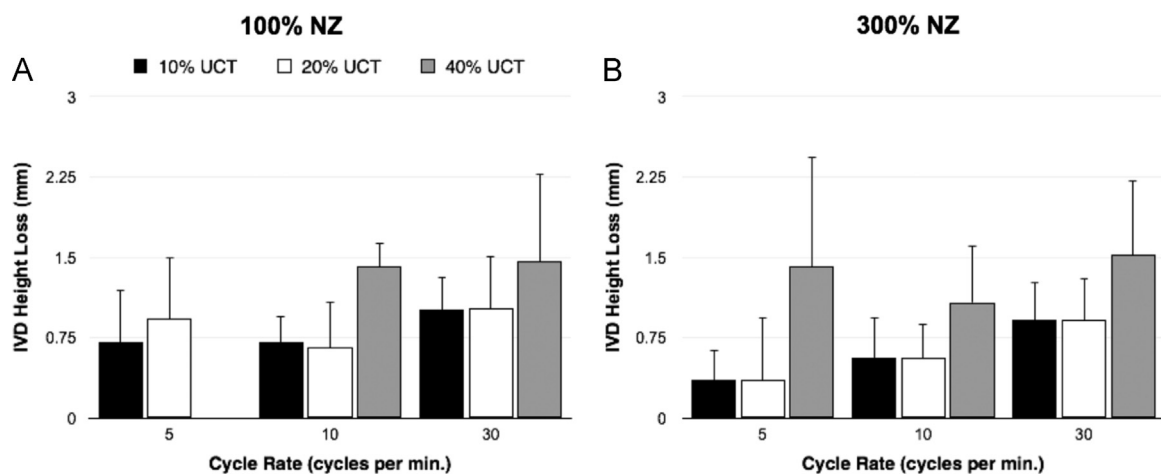 100% NZ
300% NZ
A
B
10% UCT 20% UCT 40% UCT
3
2.25
1.5
0.75
0
IVD Height Loss (mm)
5 10 30
Cycle Rate (cycles per min.)
3
2.25
1.5
0.75
0
IVD Height Loss (mm)
5 10 30
Cycle Rate (cycles per min.)